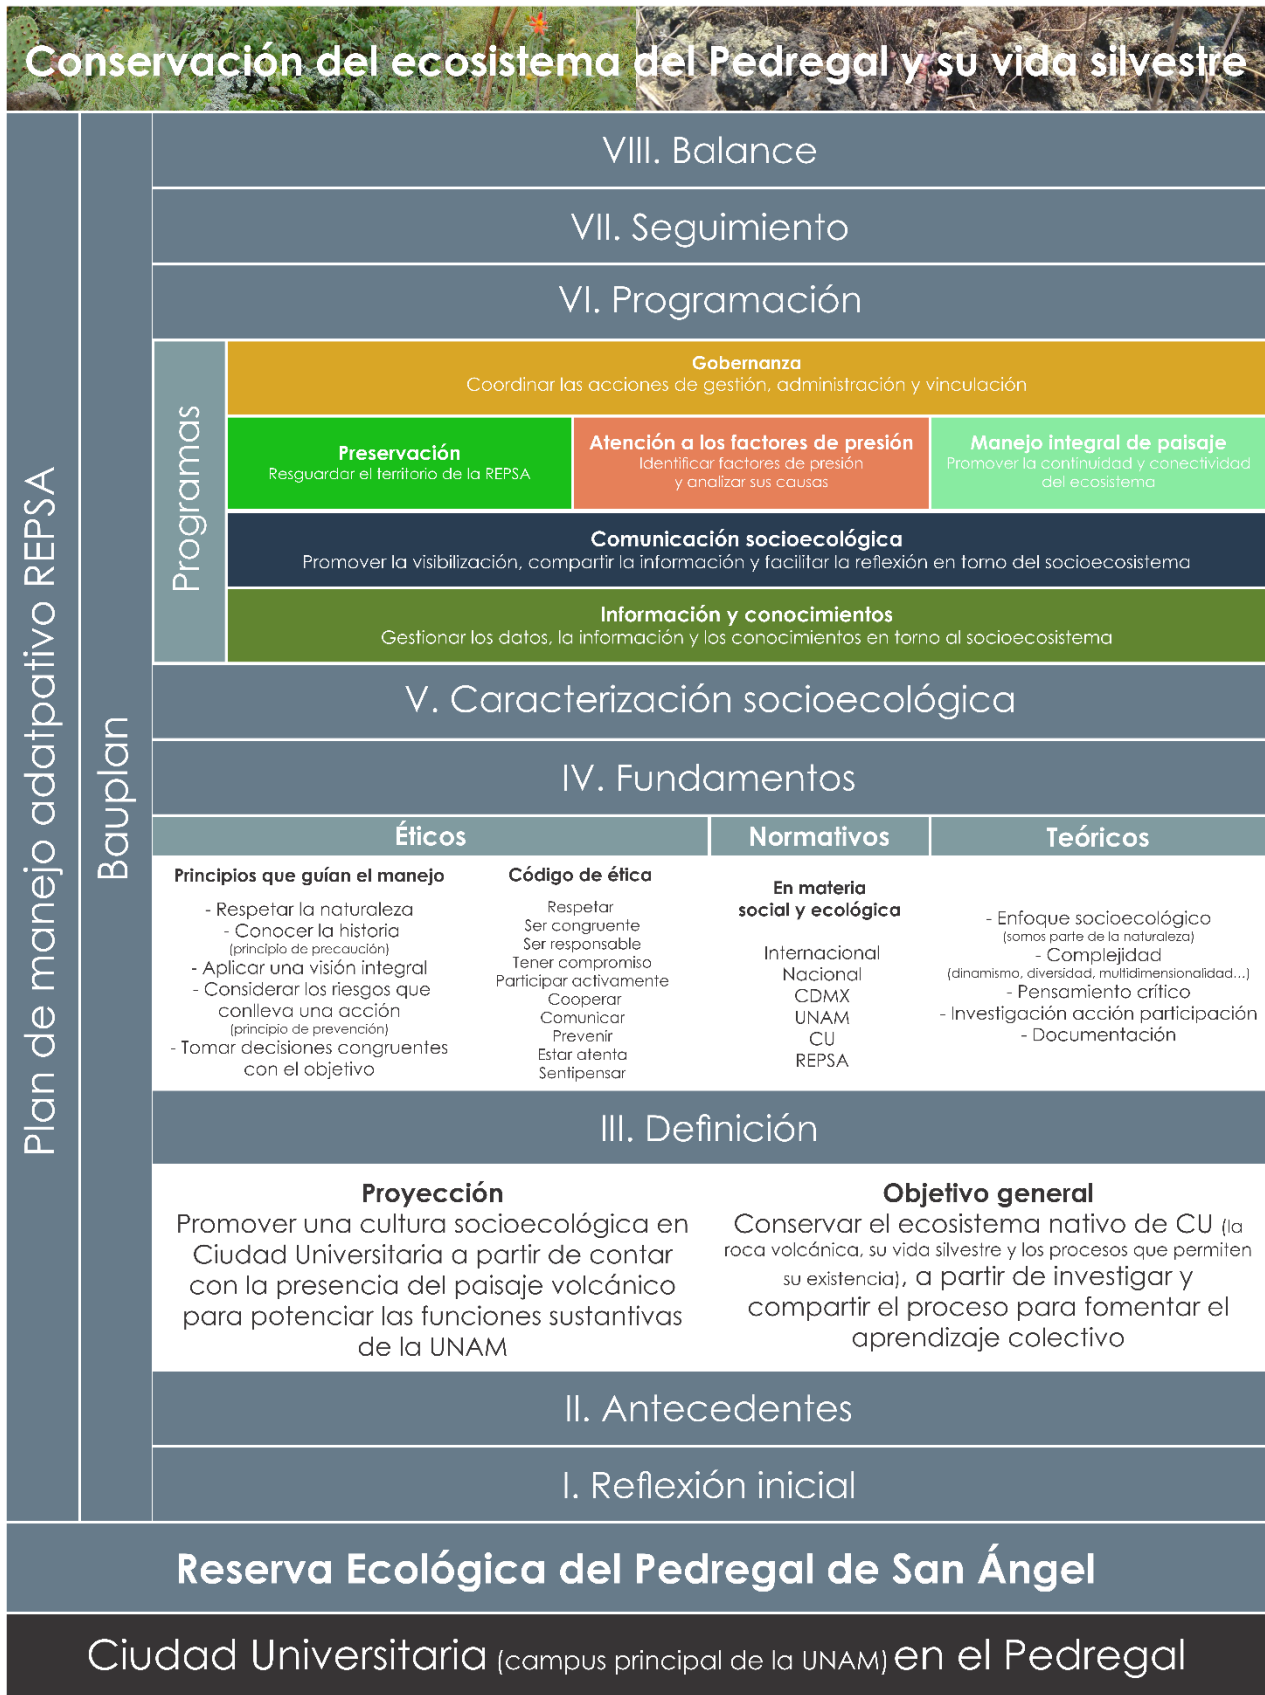 Conservación del ecosistema del Pedregal y su vida silvestre
Plan de manejo adatpativo REPSA
Bauplan
VIII. Balance
VII. Seguimiento
VI. Programación
Programas
Gobernanza
Coordinar las acciones de gestión, administración y vinculación
Preservación
Resguardar el territorio de la REPSA
Atención a los factores de presión
Identificar factores de presión
y analizar sus causas
Manejo integral de paisaje
Promover la continuidad y conectividad
del ecosistema
Comunicación socioecológica
Promover la visibilización, compartir la información y facilitar la reflexión en torno del socioecosistema
Información y conocimientos
Gestionar los datos, la información y los conocimientos en torno al socioecosistema
V. Caracterización socioecológica
IV. Fundamentos
Éticos
Principios que guían el manejo
- Respetar la naturaleza
- Conocer la historia
(principio de precaución)
- Aplicar una visión integral
- Considerar los riesgos que
conlleva una acción
(principio de prevención)
- Tomar decisiones congruentes
con el objetivo
Código de ética
Respetar
Ser congruente
Ser responsable
Tener compromiso
Participar activamente
Cooperar
Comunicar
Prevenir
Estar atenta
Sentipensar
Normativos
En materia
social y ecológica
Internacional
Nacional
CDMX
UNAM
CU
REPSA
Teóricos
- Enfoque socioecológico
(somos parte de la naturaleza)
- Complejidad
(dinamismo, diversidad, multidimensionalidad...)
- Pensamiento crítico
- Investigación acción participación
- Documentación
III. Definición
Proyección
Promover una cultura socioecológica en
Ciudad Universitaria a partir de contar
con la presencia del paisaje volcánico
para potenciar las funciones sustantivas
de la UNAM
Objetivo general
Conservar el ecosistema nativo de CU (la
roca volcánica, su vida silvestre y los procesos que permiten
su existencia), a partir de investigar y
compartir el proceso para fomentar el
aprendizaje colectivo
II. Antecedentes
I. Reflexión inicial
Reserva Ecológica del Pedregal de San Ángel
Ciudad Universitaria (campus principal de la UNAM) en el Pedregal